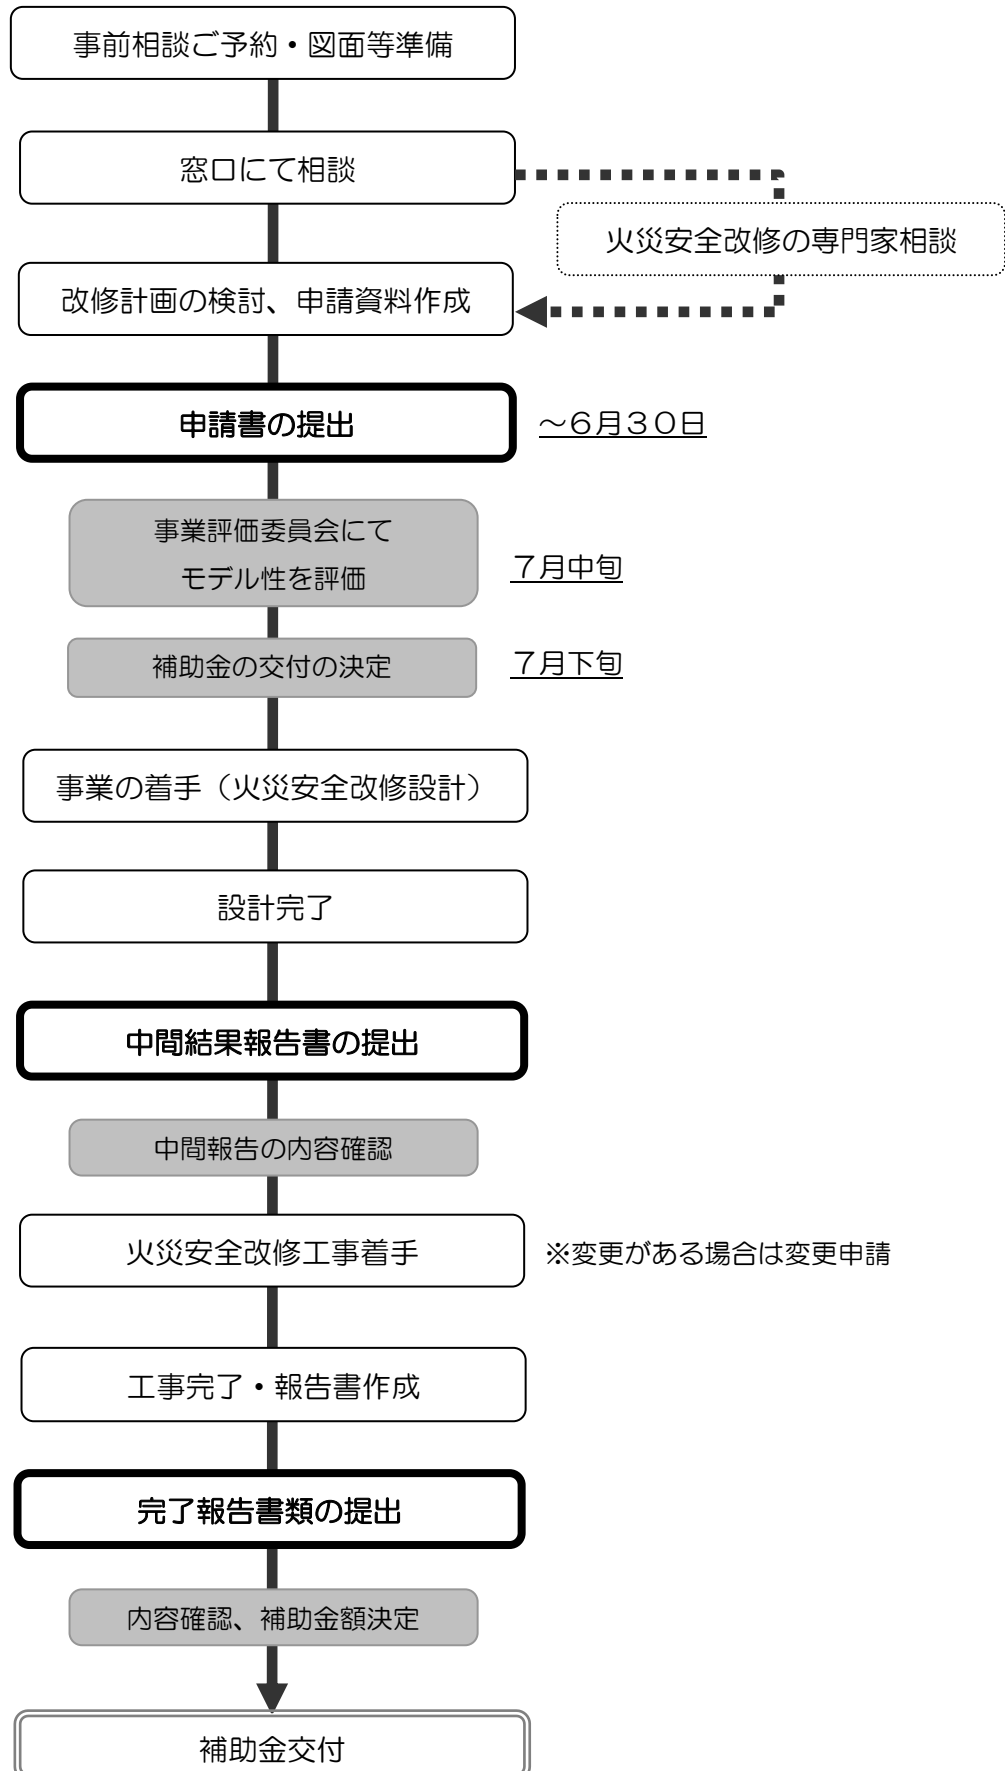 事前相談ご予約・図面等準備
窓口にて相談
火災安全改修の専門家相談
改修計画の検討、申請資料作成
申請書の提出
～６月３０日
事業評価委員会にて
モデル性を評価
７月中旬
補助金の交付の決定
７月下旬
事業の着手（火災安全改修設計）
設計完了
中間結果報告書の提出
中間報告の内容確認
火災安全改修工事着手
※変更がある場合は変更申請
工事完了・報告書作成
完了報告書類の提出
内容確認、補助金額決定
補助金交付